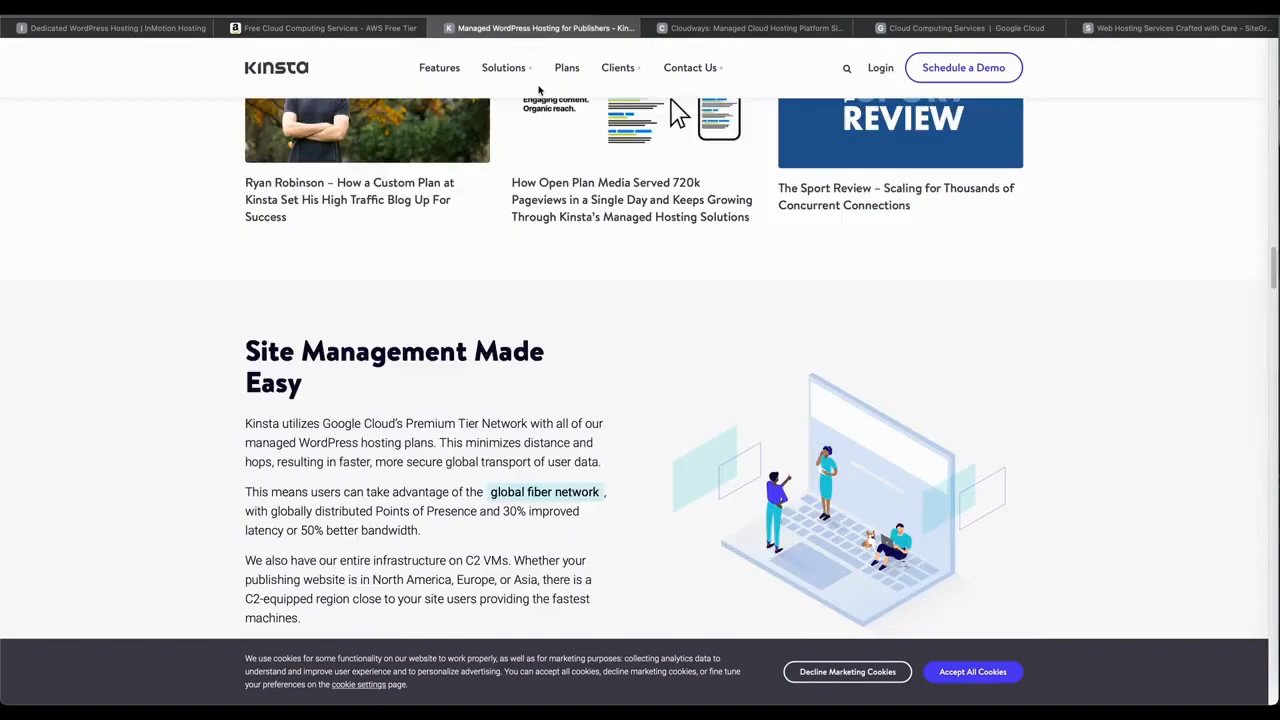 Dedicated WordPress Hosting | InMotion Hosting
Free Cloud Computing Services - AWS Free Tier
Managed WordPress Hosting for Publishers - Kin...
Cloudways: Managed Cloud Hosting Platform Si...
Cloud Computing Services | Google Cloud
Web Hosting Services Crafted with Care - SiteGr...
KINSTA
Features
Solutions
Plans
Clients
Contact Us
Login
Schedule a Demo
Engaging content.
Organic reach.
REVIEW
Ryan Robinson – How a Custom Plan at
Kinsta Set His High Traffic Blog Up For
Success
How Open Plan Media Served 720k
Pageviews in a Single Day and Keeps Growing
Through Kinsta's Managed Hosting Solutions
The Sport Review – Scaling for Thousands of
Concurrent Connections
Site Management Made
Easy
Kinsta utilizes Google Cloud's Premium Tier Network with all of our
managed WordPress hosting plans. This minimizes distance and
hops, resulting in faster, more secure global transport of user data.
This means users can take advantage of the global fiber network,
with globally distributed Points of Presence and 30% improved
latency or 50% better bandwidth.
We also have our entire infrastructure on C2 VMs. Whether your
publishing website is in North America, Europe, or Asia, there is a
C2-equipped region close to your site users providing the fastest
machines.
We use cookies for some functionality on our website to work properly, as well as for marketing purposes: collecting analytics data to
understand and improve user experience and to personalize advertising. You can accept all cookies, decline marketing cookies, or fine tune
your preferences on the cookie settings page.
Decline Marketing Cookies
Accept All Cookies